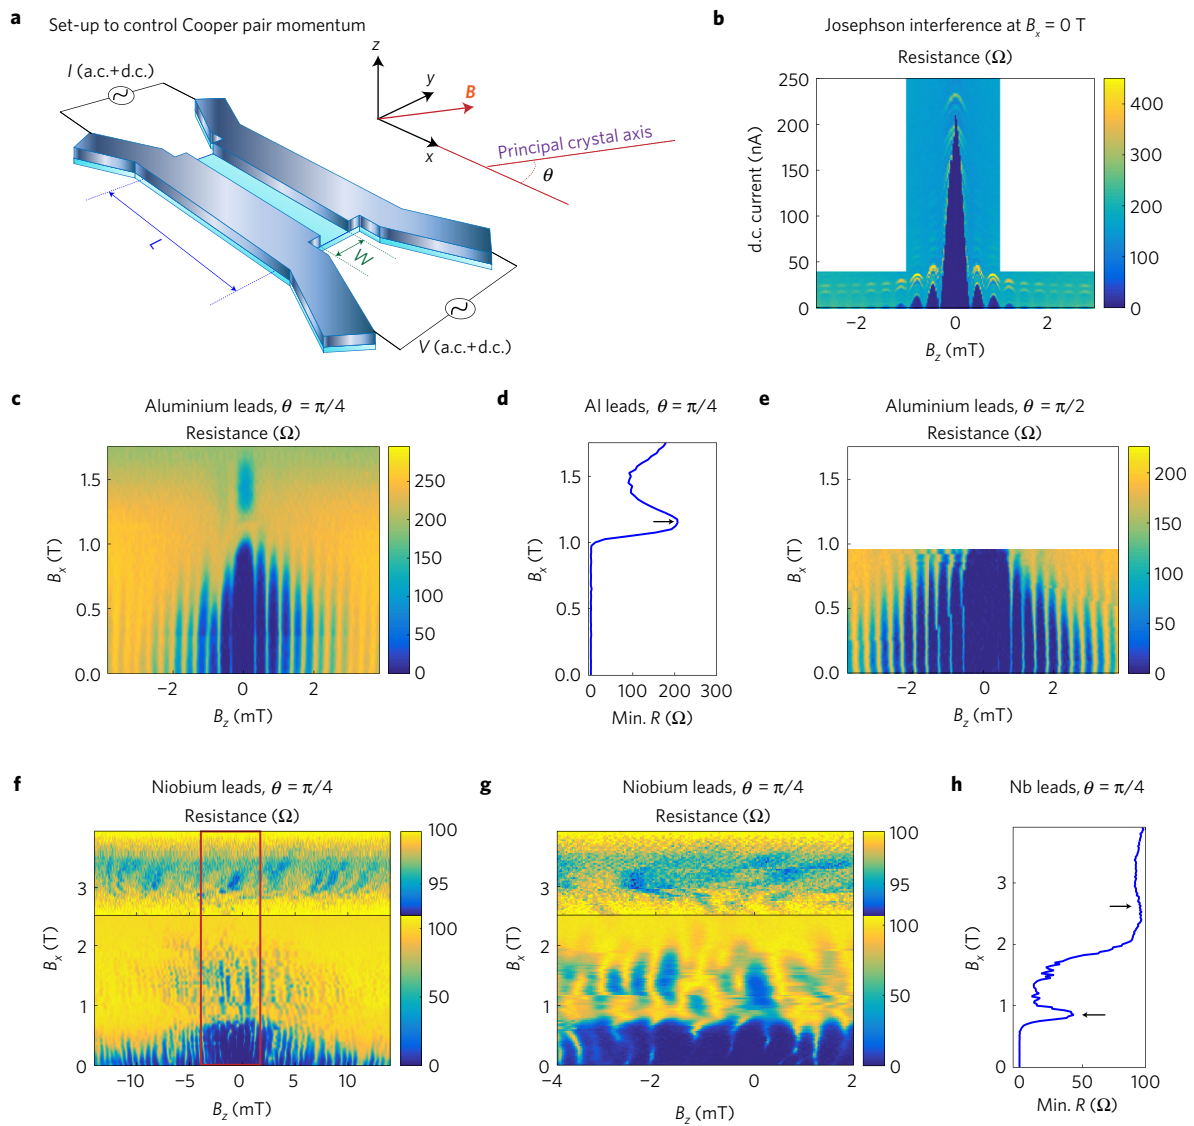 a
Set-up to control Cooper pair momentum
I (a.c.+d.c.)
z
y
B
x
Principal crystal axis
θ
L
W
V (a.c.+d.c.)
b
Josephson interference at Bx = 0 T
Resistance (Ω)
d.c. current (nA)
250
200
150
100
50
0
−2
0
2
Bz (mT)
400
300
200
100
0
c
Aluminium leads, θ = π/4
Resistance (Ω)
Bx (T)
1.5
1.0
0.5
0.0
−2
0
2
Bz (mT)
250
200
150
100
50
0
d
Al leads, θ = π/4
Bx (T)
1.5
1.0
0.5
0.0
0
100
200
300
Min. R (Ω)
e
Aluminium leads, θ = π/2
Resistance (Ω)
Bx (T)
1.5
1.0
0.5
0.0
−2
0
2
Bz (mT)
200
150
100
50
0
f
Niobium leads, θ = π/4
Resistance (Ω)
Bx (T)
3
2
1
0
−10
−5
0
5
10
Bz (mT)
100
95
100
50
0
g
Niobium leads, θ = π/4
Resistance (Ω)
Bx (T)
3
2
1
0
−4
−2
0
2
Bz (mT)
100
95
100
50
0
h
Nb leads, θ = π/4
Bx (T)
3
2
1
0
0
50
100
Min. R (Ω)